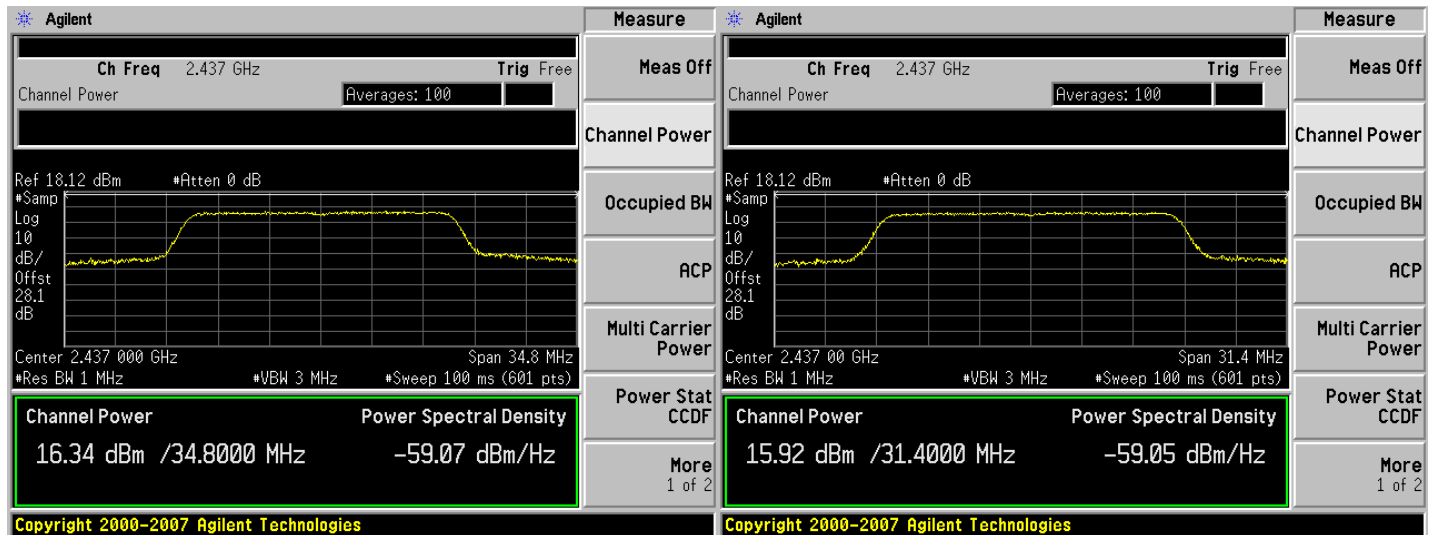 Agilent
Measure
Ch Freq 2.437 GHz Trig Free
Channel Power Averages: 100
Ref 18.12 dBm #Atten 0 dB
#Samp
Log
10
dB/
Offst
28.1
dB
Center 2.437 000 GHz Span 34.8 MHz
#Res BW 1 MHz #VBW 3 MHz #Sweep 100 ms (601 pts)
Channel Power Power Spectral Density
16.34 dBm /34.8000 MHz -59.07 dBm/Hz
Copyright 2000-2007 Agilent Technologies
Meas Off
Channel Power
Occupied BW
ACP
Multi Carrier
Power
Power Stat
CCDF
More
1 of 2
Agilent
Measure
Ch Freq 2.437 GHz Trig Free
Channel Power Averages: 100
Ref 18.12 dBm #Atten 0 dB
#Samp
Log
10
dB/
Offst
28.1
dB
Center 2.437 00 GHz Span 31.4 MHz
#Res BW 1 MHz #VBW 3 MHz #Sweep 100 ms (601 pts)
Channel Power Power Spectral Density
15.92 dBm /31.4000 MHz -59.05 dBm/Hz
Copyright 2000-2007 Agilent Technologies
Meas Off
Channel Power
Occupied BW
ACP
Multi Carrier
Power
Power Stat
CCDF
More
1 of 2